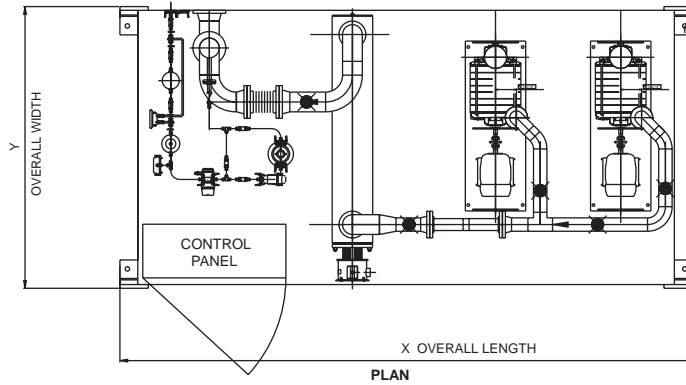 Y
OVERALL WIDTH
CONTROL
PANEL
X OVERALL LENGTH
PLAN